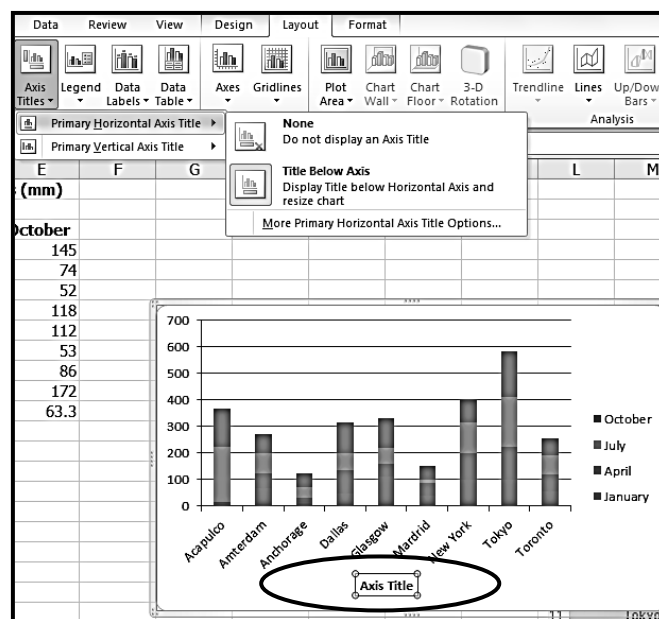 Data Review View Design Layout Format
Axis Legend Data Data Axes Gridlines Plot Chart Chart 3-D Trendline Lines Up/Dow
Titles Labels Table Area Wall Floor Rotation Bars
Analysis
Primary Horizontal Axis Title
Primary Vertical Axis Title
None
Do not display an Axis Title
Title Below Axis
Display Title below Horizontal Axis and
resize chart
More Primary Horizontal Axis Title Options...
E F G L M
(mm)
October
145
74
52
118
112
53
86
172
63.3
700
600
500
400
300
200
100
0
October
July
April
January
Acapulco Amterdam Anchorage Dallas Glasgow Mardrid New York Tokyo Toronto
Axis Title
11 Tokyo